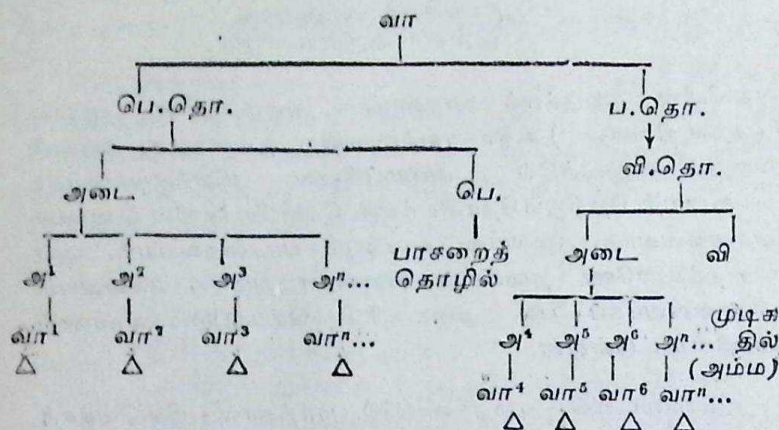 வா
பெ.தொ. ப.தொ.
வி.தொ.
அடை பெ.
பாசறைத் அடை வி
தொழில்
அ¹ அ² அ³ அⁿ...
வா¹ வா² வா³ வாⁿ...
முடிக
அ⁴ அ⁵ அ⁶ அⁿ... தில்
(அம்ம)
வா⁴ வா⁵ வா⁶ வாⁿ...